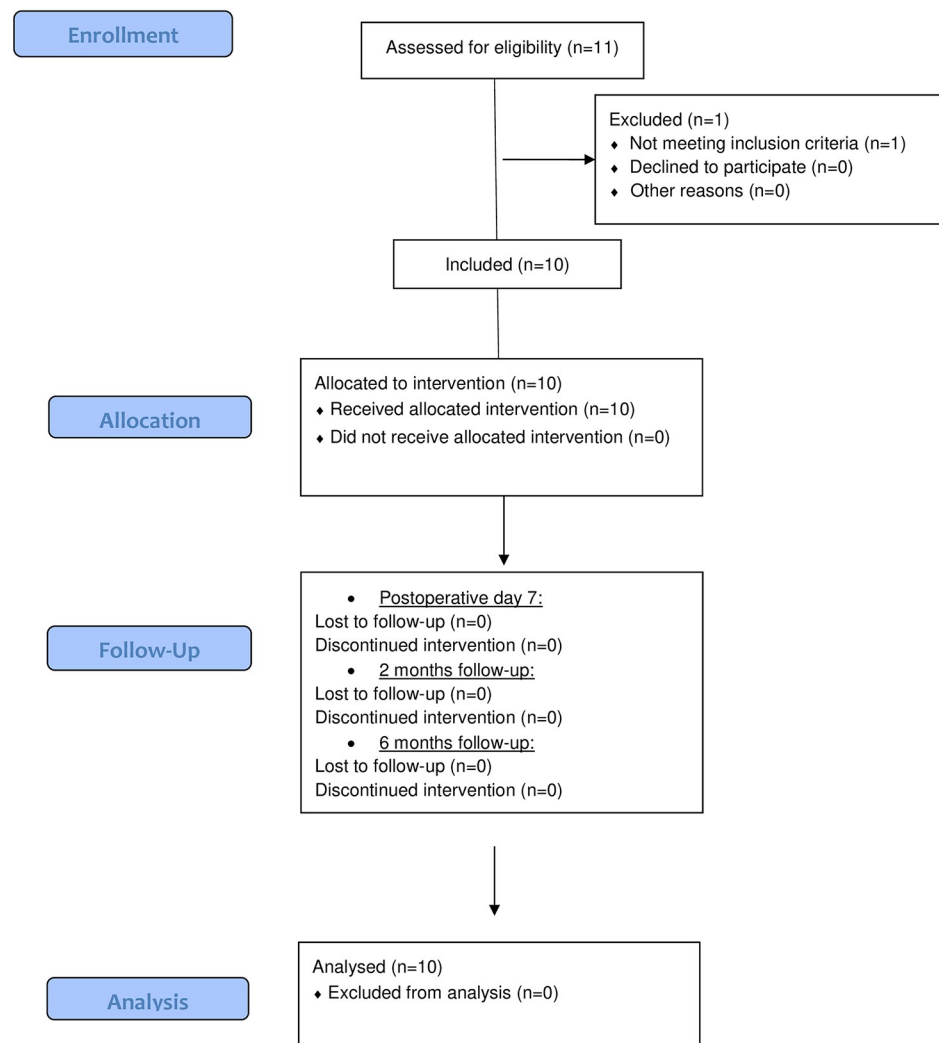 Enrollment
Assessed for eligibility (n=11)
Excluded (n=1)
♦ Not meeting inclusion criteria (n=1)
♦ Declined to participate (n=0)
♦ Other reasons (n=0)
Included (n=10)
Allocation
Allocated to intervention (n=10)
♦ Received allocated intervention (n=10)
♦ Did not receive allocated intervention (n=0)
Follow-Up
• Postoperative day 7:
Lost to follow-up (n=0)
Discontinued intervention (n=0)
• 2 months follow-up:
Lost to follow-up (n=0)
Discontinued intervention (n=0)
• 6 months follow-up:
Lost to follow-up (n=0)
Discontinued intervention (n=0)
Analysis
Analysed (n=10)
♦ Excluded from analysis (n=0)